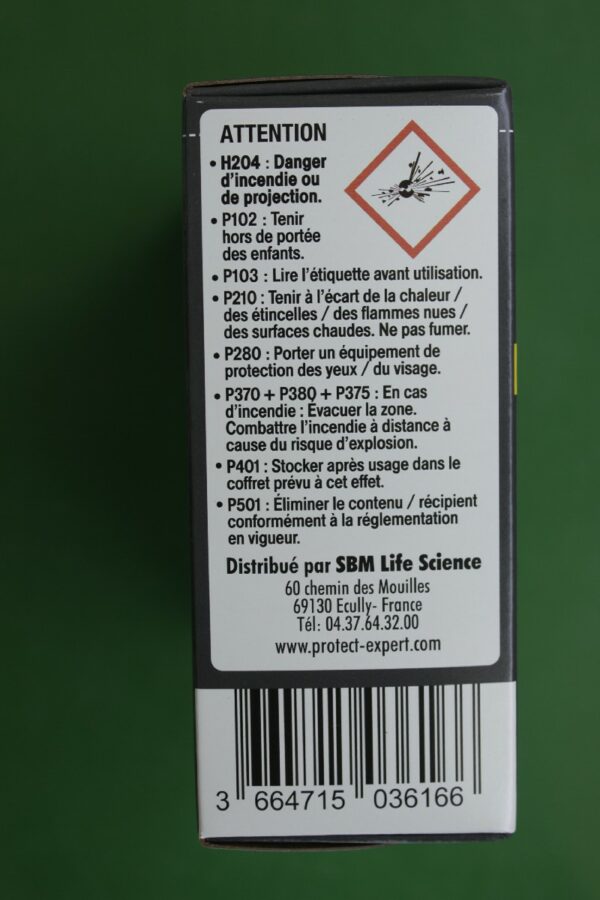 ATTENTION
• H204 : Danger
d'incendie ou
de projection.
• P102 : Tenir
hors de portée
des enfants.
• P103 : Lire l'étiquette avant utilisation.
• P210 : Tenir à l'écart de la chaleur /
des étincelles / des flammes nues /
des surfaces chaudes. Ne pas fumer.
• P280 : Porter un équipement de
protection des yeux / du visage.
• P370 + P380 + P375 : En cas
d'incendie : Évacuer la zone.
Combattre l'incendie à distance à
cause du risque d'explosion.
• P401 : Stocker après usage dans le
coffret prévu à cet effet.
• P501 : Éliminer le contenu / récipient
conformément à la réglementation
en vigueur.
Distribué par SBM Life Science
60 chemin des Mouilles
69130 Ecully- France
Tél: 04.37.64.32.00
www.protect-expert.com
3 664715 036166